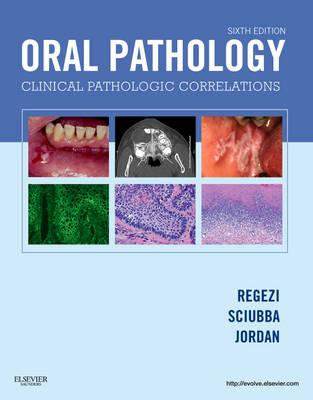 SIXTH EDITION
ORAL PATHOLOGY
CLINICAL PATHOLOGIC CORRELATIONS
REGEZI
SCIUBBA
JORDAN
ELSEVIER
SAUNDERS
http://evolve.elsevier.com